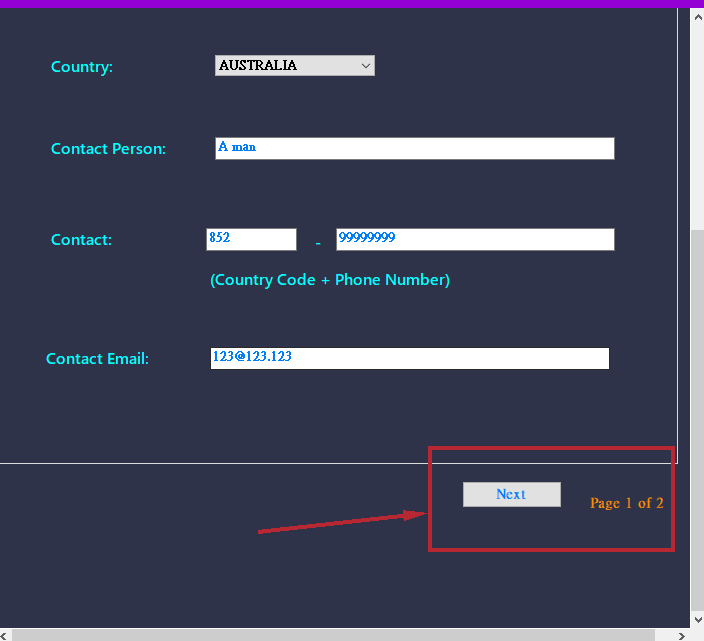 Country: AUSTRALIA
Contact Person: A man
Contact: 852 - 99999999
(Country Code + Phone Number)
Contact Email: 123@123.123
Next Page 1 of 2